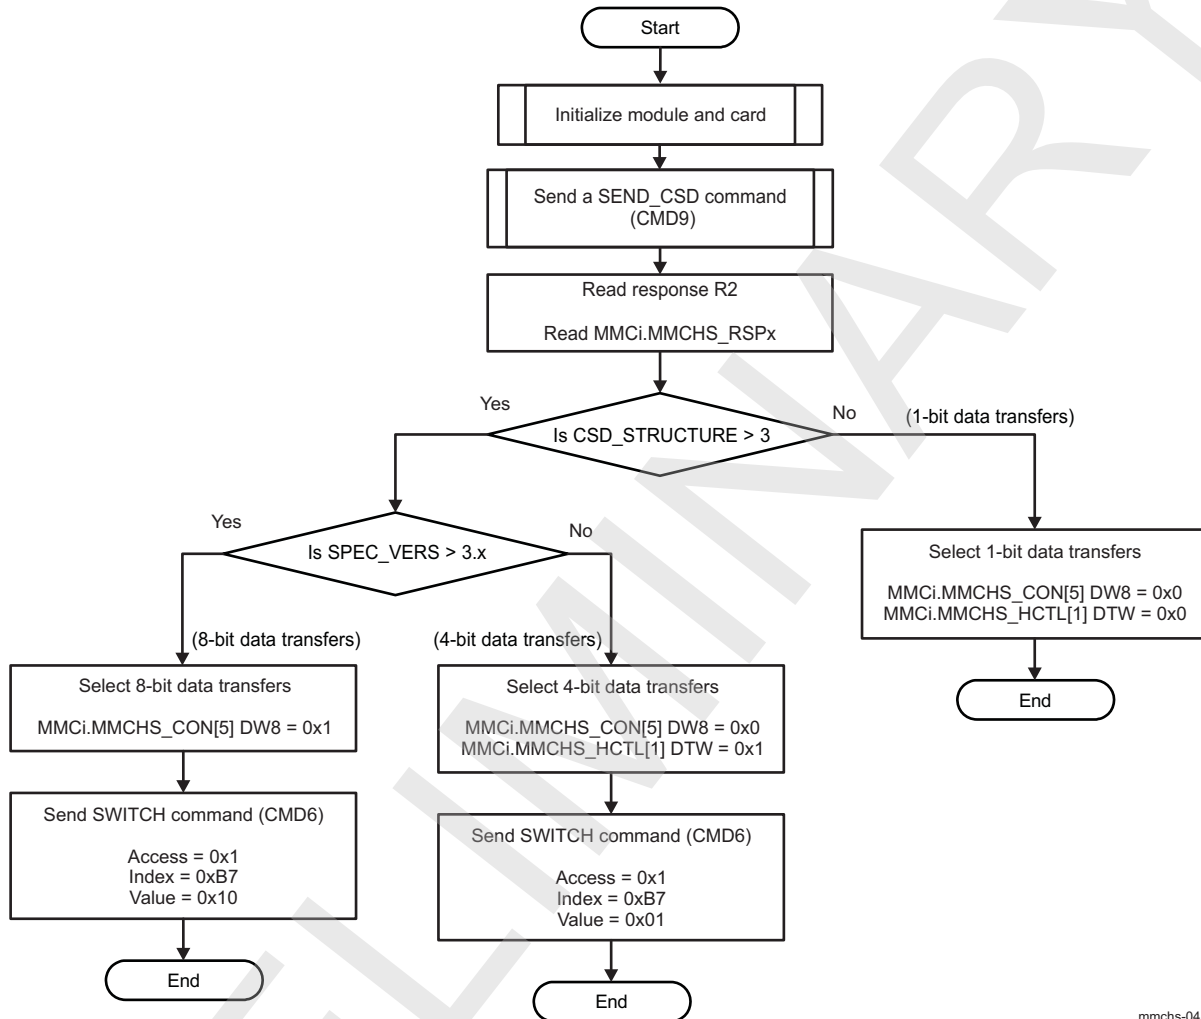 Start
Initialize module and card
Send a SEND_CSD command
(CMD9)
Read response R2
Read MMCi.MMCHS_RSPx
Yes
Is CSD_STRUCTURE > 3
No
(1-bit data transfers)
Yes
Is SPEC_VERS > 3.x
No
Select 1-bit data transfers
MMCi.MMCHS_CON[5] DW8 = 0x0
MMCi.MMCHS_HCTL[1] DTW = 0x0
End
(8-bit data transfers)
(4-bit data transfers)
Select 8-bit data transfers
MMCi.MMCHS_CON[5] DW8 = 0x1
Select 4-bit data transfers
MMCi.MMCHS_CON[5] DW8 = 0x0
MMCi.MMCHS_HCTL[1] DTW = 0x1
Send SWITCH command (CMD6)
Access = 0x1
Index = 0xB7
Value = 0x10
Send SWITCH command (CMD6)
Access = 0x1
Index = 0xB7
Value = 0x01
End
End
mmchs-04